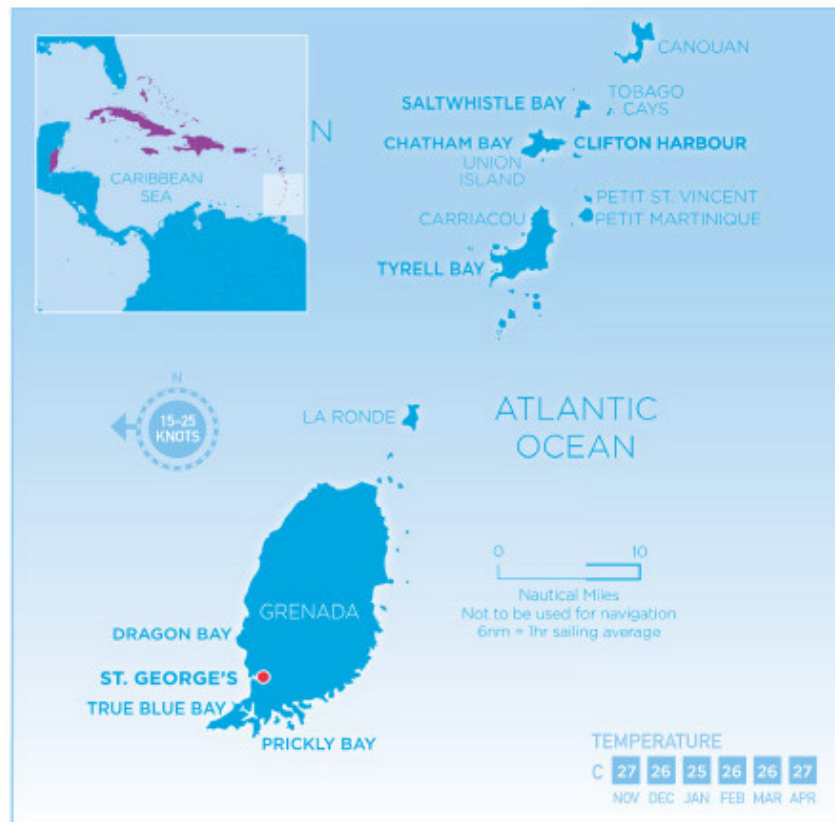 CANOUAN
N
SALTWHISTLE BAY
TOBAGO
CAYS
CHATHAM BAY
CLIFTON HARBOUR
UNION
ISLAND
CARIBBEAN
SEA
PETIT ST. VINCENT
CARRIACOU
PETIT MARTINIQUE
TYRELL BAY
N
15-25
KNOTS
LA RONDE
ATLANTIC
OCEAN
0 10
Nautical Miles
Not to be used for navigation
6nm = 1hr sailing average
GRENADA
DRAGON BAY
ST. GEORGE'S
TRUE BLUE BAY
PRICKLY BAY
TEMPERATURE
C 27 26 25 26 26 27
NOV DEC JAN FEB MAR APR